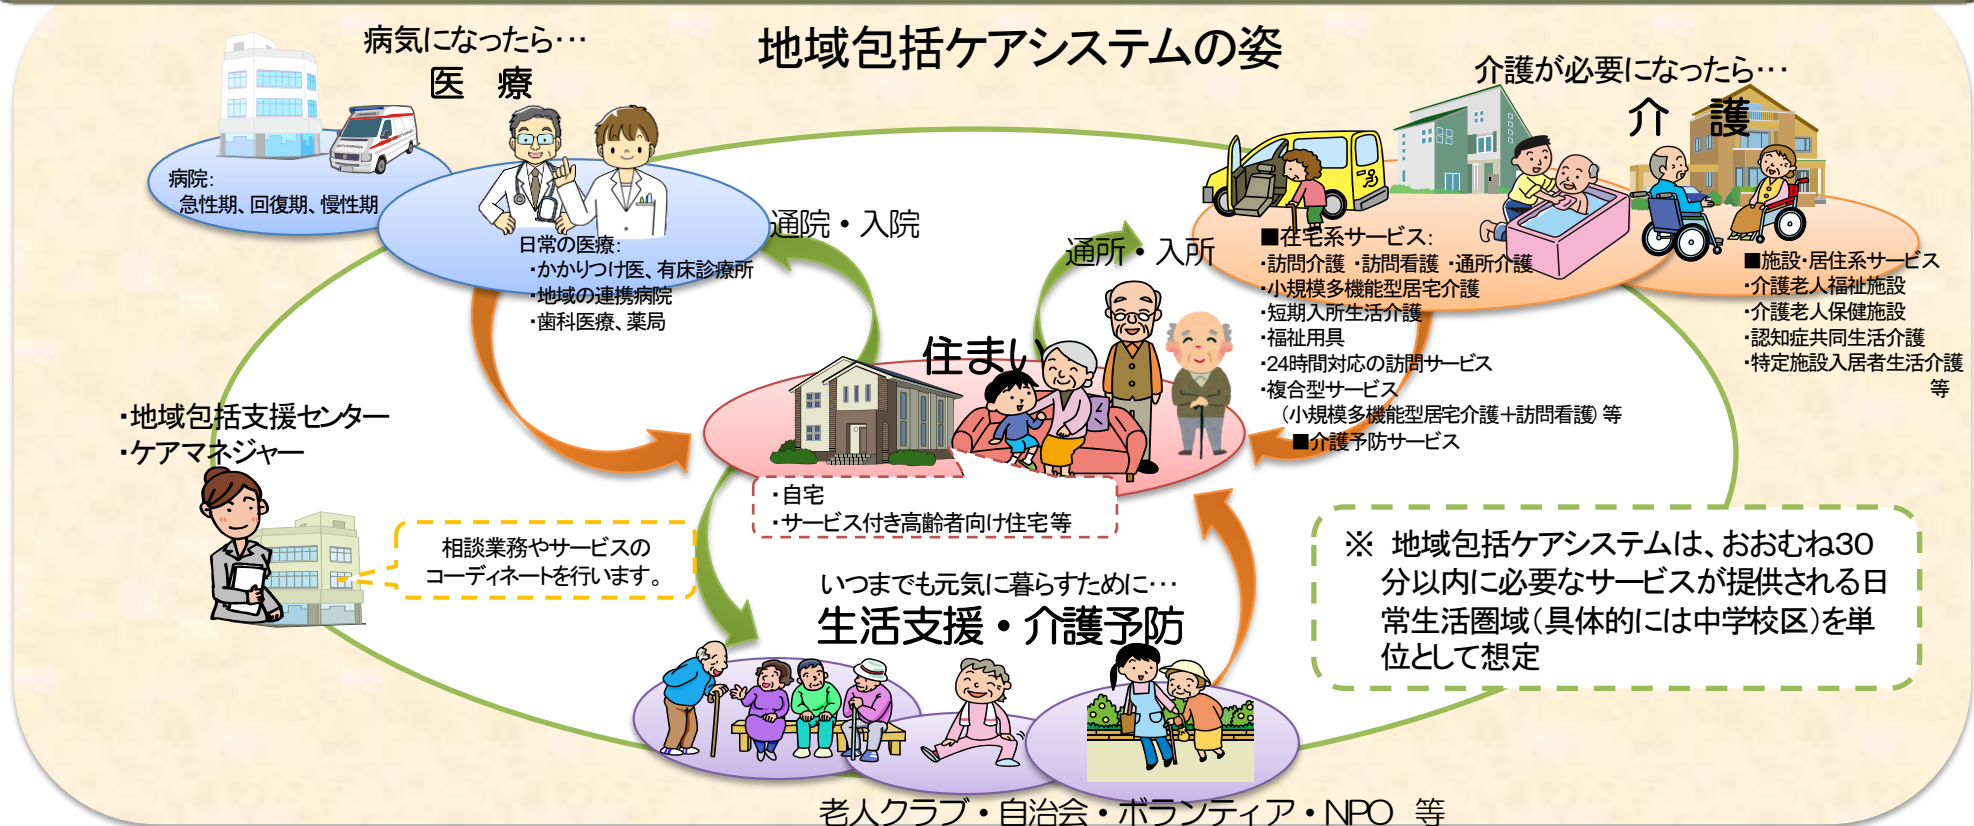 地域包括ケアシステムの姿
病気になったら…
医 療
病院:
急性期、回復期、慢性期
日常の医療:
・かかりつけ医、有床診療所
・地域の連携病院
・歯科医療、薬局
通院・入院
通所・入所
介護が必要になったら…
介 護
■在宅系サービス:
・訪問介護 ・訪問看護 ・通所介護
・小規模多機能型居宅介護
・短期入所生活介護
・福祉用具
・24時間対応の訪問サービス
・複合型サービス
(小規模多機能型居宅介護+訪問看護)等
■介護予防サービス
■施設・居住系サービス
・介護老人福祉施設
・介護老人保健施設
・認知症共同生活介護
・特定施設入居者生活介護
等
住まい
・自宅
・サービス付き高齢者向け住宅等
・地域包括支援センター
・ケアマネジャー
相談業務やサービスの
コーディネートを行います。
いつまでも元気に暮らすために…
生活支援・介護予防
※ 地域包括ケアシステムは、おおむね30
分以内に必要なサービスが提供される日
常生活圏域(具体的には中学校区)を単
位として想定
老人クラブ・自治会・ボランティア・NPO 等